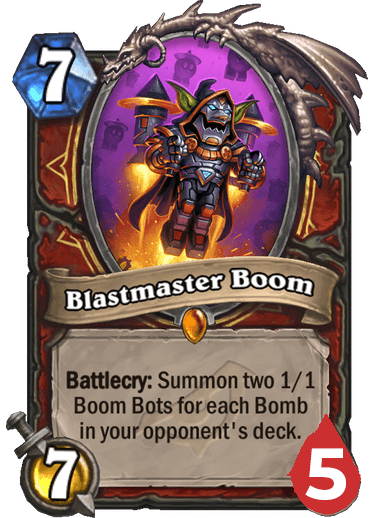 7
Blastmaster Boom
Battlecry: Summon two 1/1
Boom Bots for each Bomb
in your opponent's deck.
7
5